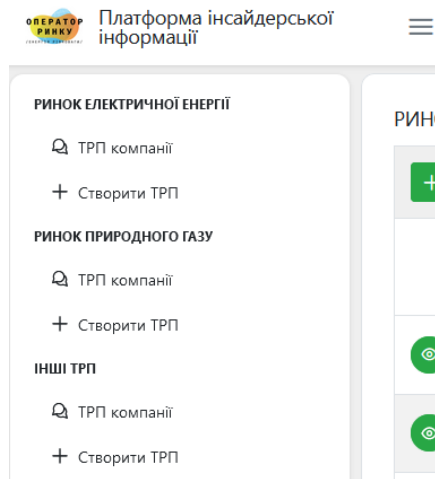 ОПЕРАТОР
РИНКУ
Платформа інсайдерської
інформації
РИНОК ЕЛЕКТРИЧНОЇ ЕНЕРГІЇ
ТРП компанії
Створити ТРП
РИНОК ПРИРОДНОГО ГАЗУ
ТРП компанії
Створити ТРП
ІНШІ ТРП
ТРП компанії
Створити ТРП